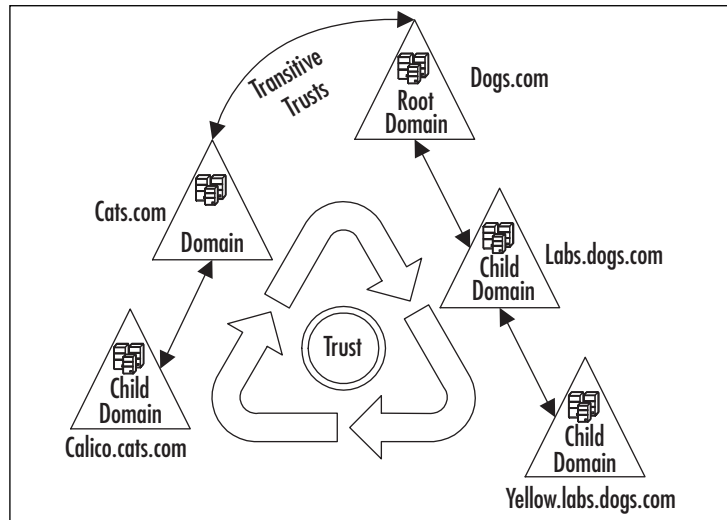 Transitive
Trusts
Dogs.com
Root
Domain
Cats.com
Domain
Labs.dogs.com
Child
Domain
Trust
Child
Domain
Calico.cats.com
Child
Domain
Yellow.labs.dogs.com